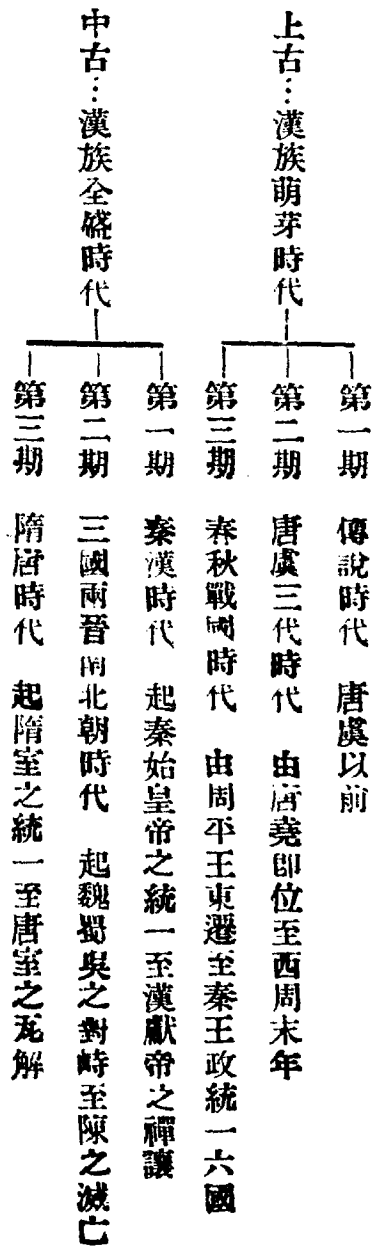 上古…漢族萌芽時代
第一期　傳說時代　唐虞以前
第二期　唐虞三代時代　由唐堯卽位至西周末年
第三期　春秋戰國時代　由周平王東遷至秦王政統一六國
中古…漢族全盛時代
第一期　秦漢時代　起秦始皇帝之統一至漢獻帝之禪讓
第二期　三國兩晉南北朝時代　起魏蜀吳之對峙至陳之滅亡
第三期　隋唐時代　起隋室之統一至唐室之瓦解